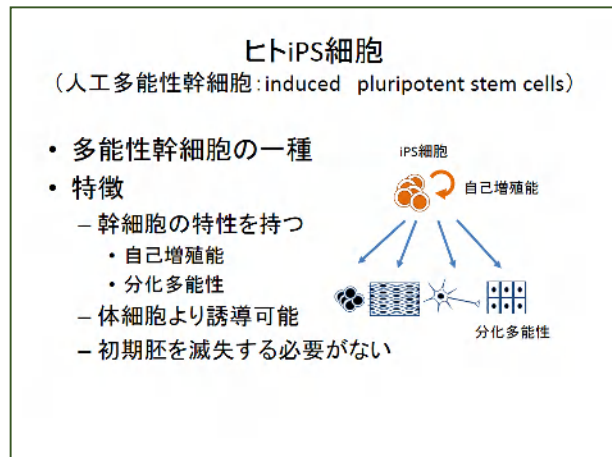 ヒトiPS細胞
（人工多能性幹細胞：induced pluripotent stem cells）
• 多能性幹細胞の一種
• 特徴
– 幹細胞の特性を持つ
• 自己増殖能
• 分化多能性
– 体細胞より誘導可能
– 初期胚を滅失する必要がない
iPS細胞
自己増殖能
分化多能性